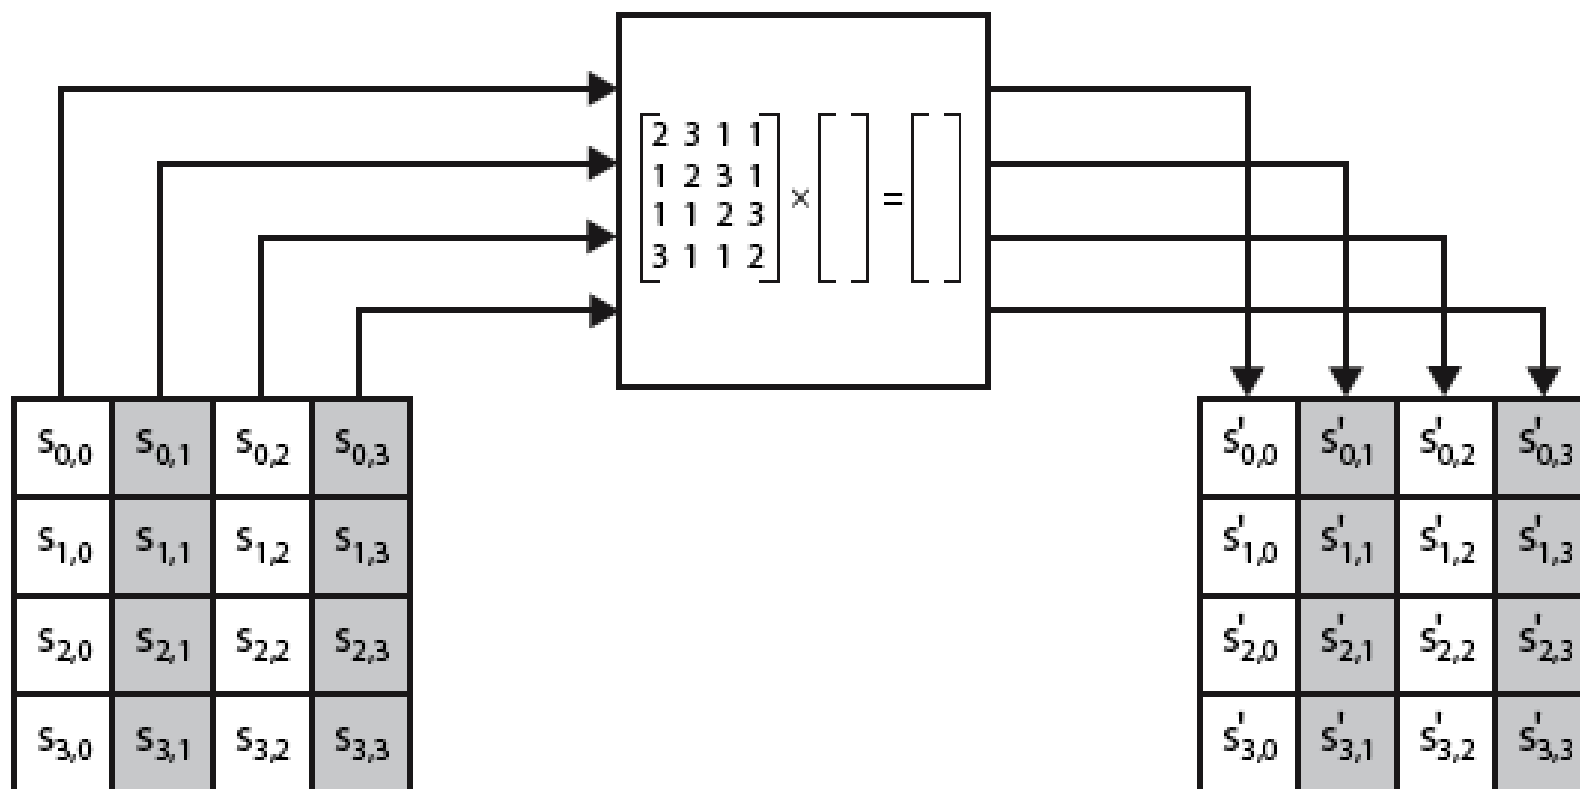 2 3 1 1
1 2 3 1
1 1 2 3
3 1 1 2
× =
S0,0 S0,1 S0,2 S0,3
S1,0 S1,1 S1,2 S1,3
S2,0 S2,1 S2,2 S2,3
S3,0 S3,1 S3,2 S3,3
S'0,0 S'0,1 S'0,2 S'0,3
S'1,0 S'1,1 S'1,2 S'1,3
S'2,0 S'2,1 S'2,2 S'2,3
S'3,0 S'3,1 S'3,2 S'3,3